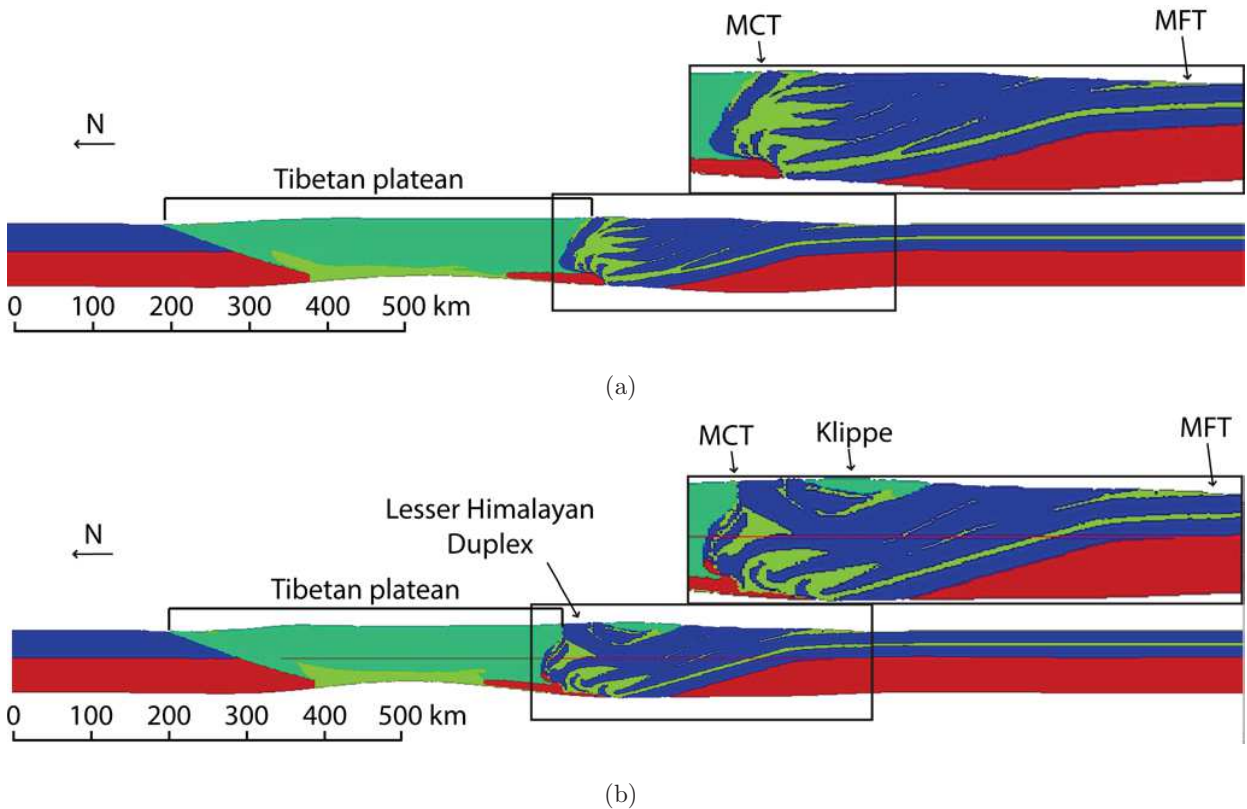 MCT
MFT
N
Tibetan platean
0 100 200 300 400 500 km
(a)
MCT Klippe MFT
Lesser Himalayan
Duplex
N
Tibetan platean
0 100 200 300 400 500 km
(b)